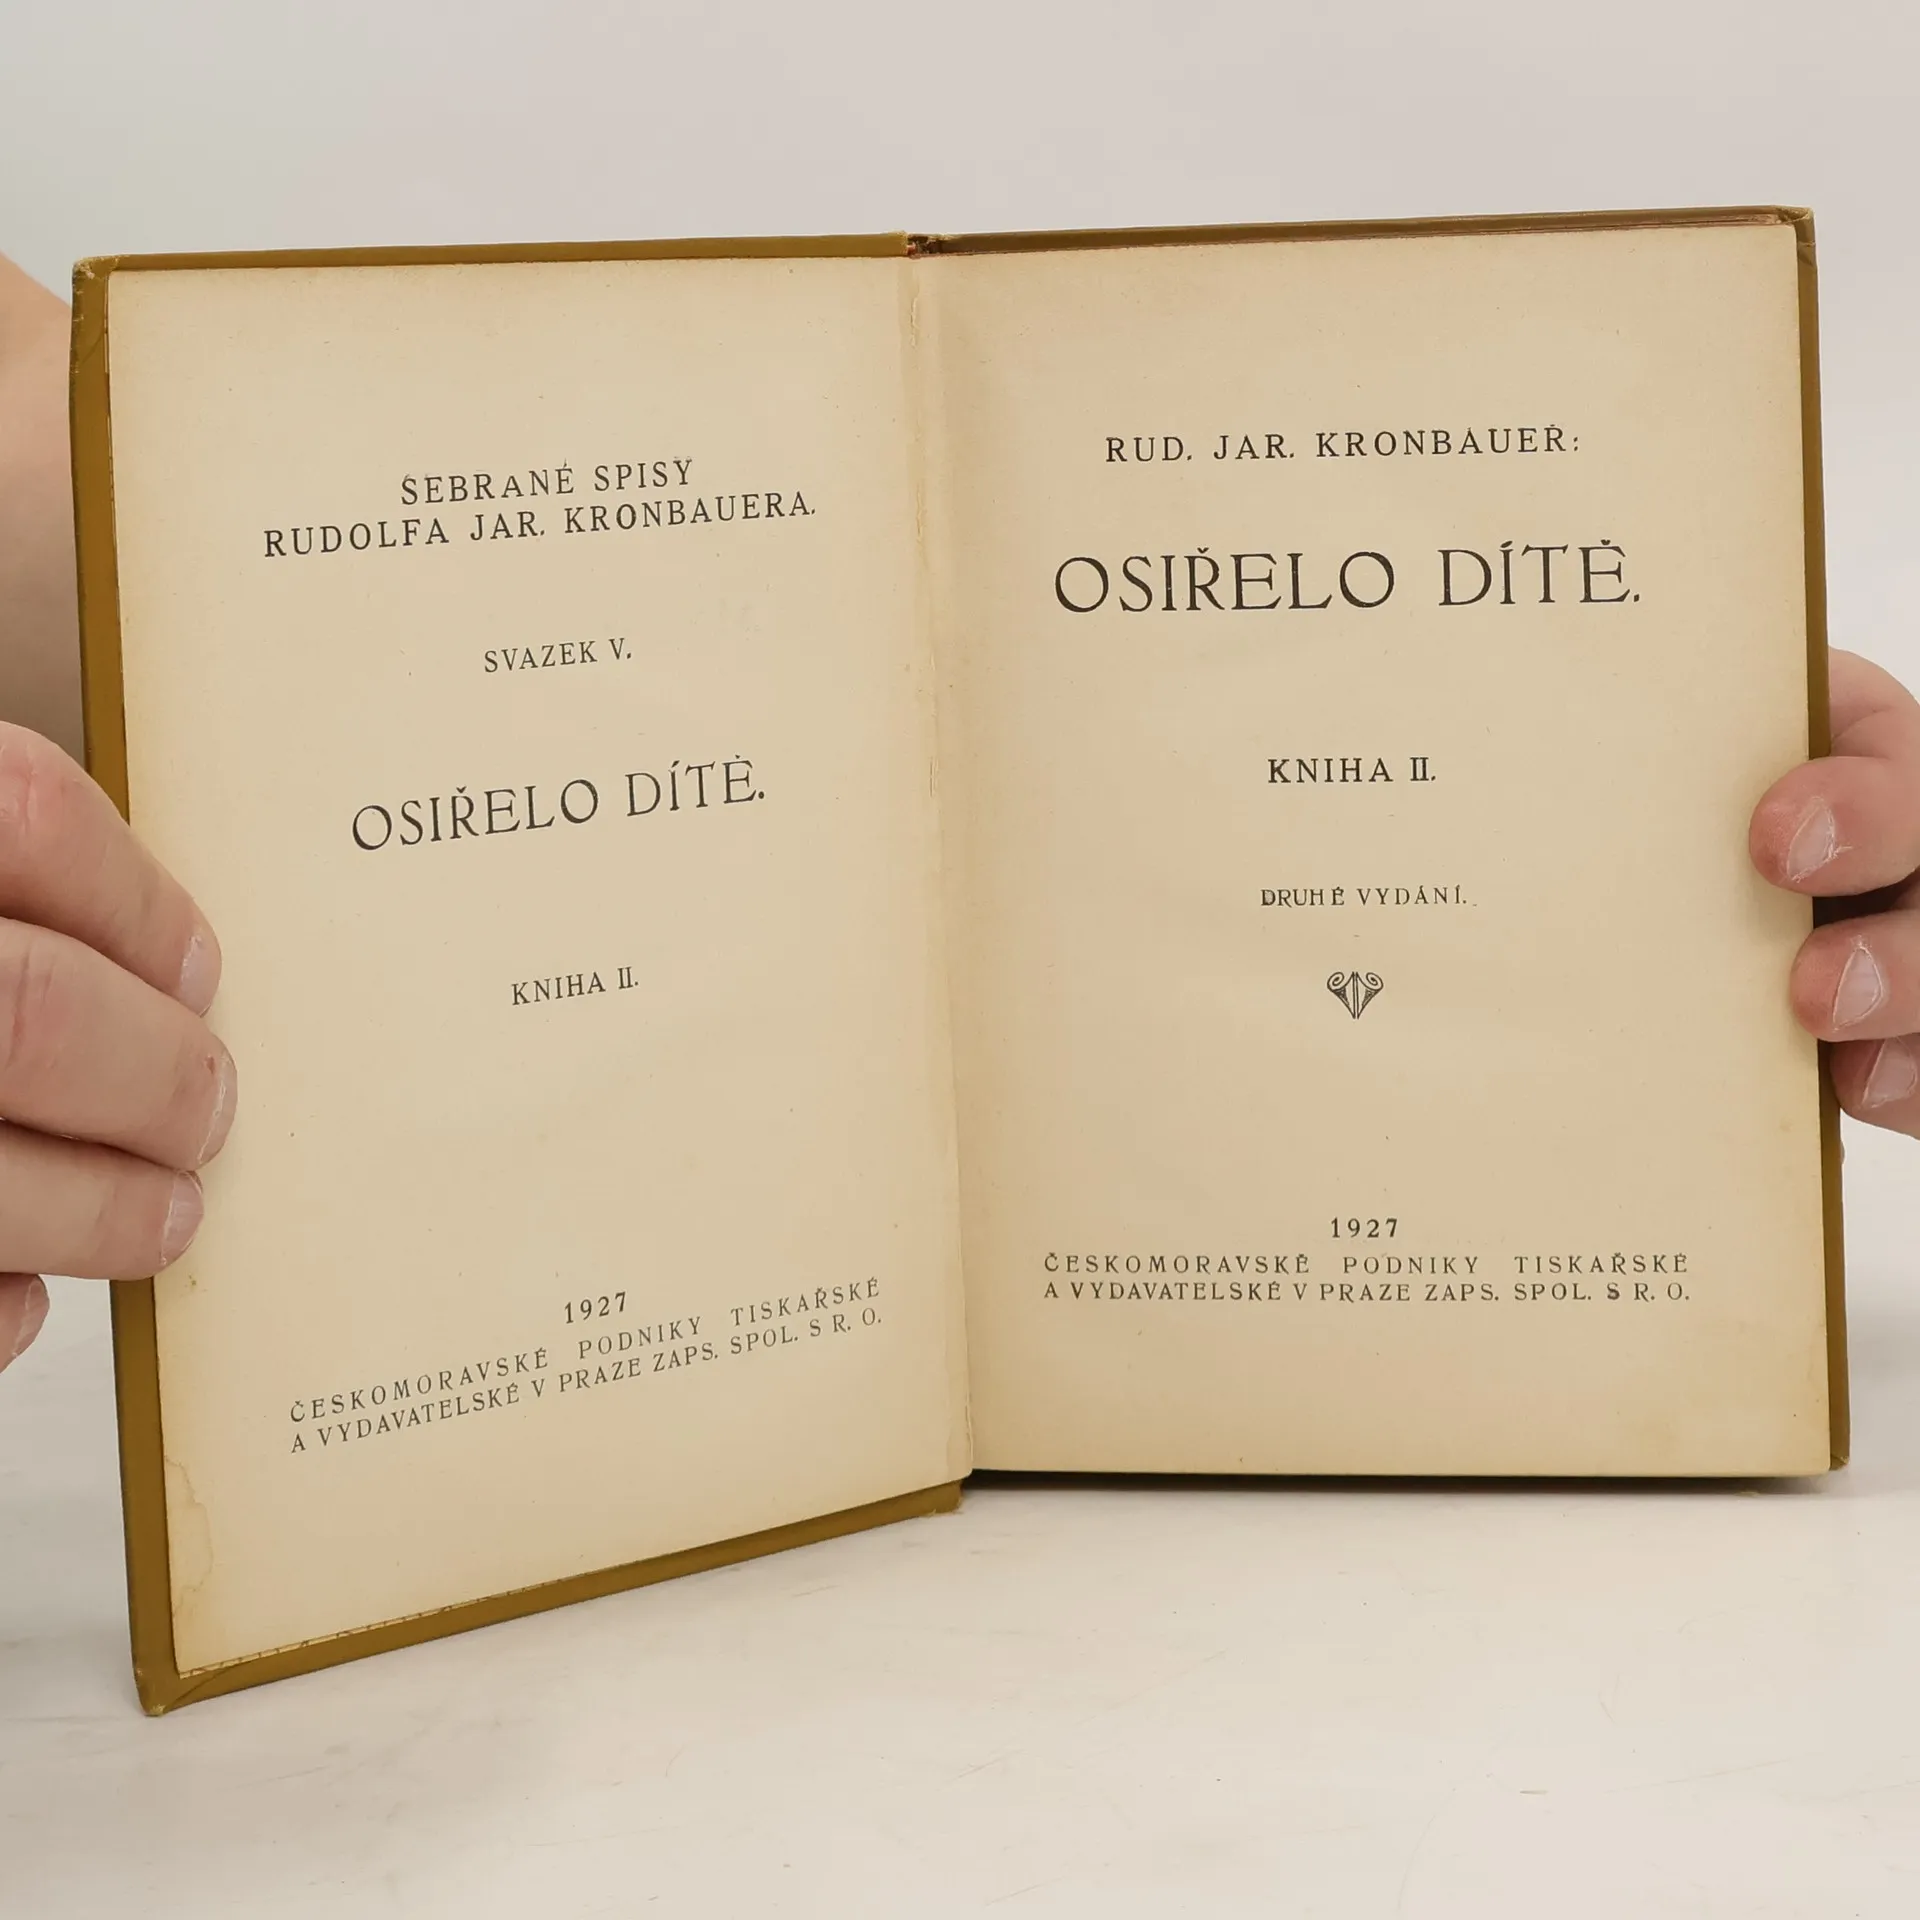 SEBRANÉ SPISY
RUDOLFA JAR. KRONBAUERA.
SVAZEK V.
OSIŘELO DÍTĚ.
KNIHA II.
1927
ČESKOMORAVSKÉ PODNIKY TISKAŘSKÉ
A VYDAVATELSKÉ V PRAZE ZAPS. SPOL. S R. O.
RUD. JAR. KRONBAUER:
OSIŘELO DÍTĚ.
KNIHA II.
DRUHÉ VYDÁNÍ.
1927
ČESKOMORAVSKÉ PODNIKY TISKAŘSKÉ
A VYDAVATELSKÉ V PRAZE ZAPS. SPOL. S R. O.